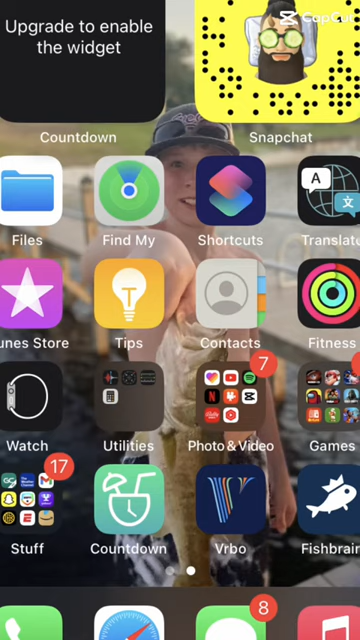 Upgrade to enable
the widget
CapCut
Countdown
Snapchat
Files
Find My
Shortcuts
Translate
A
文
unes Store
Tips
Contacts
Fitness
7
Watch
Utilities
Photo & Video
Games
17
Stuff
Countdown
Vrbo
Fishbrain
8